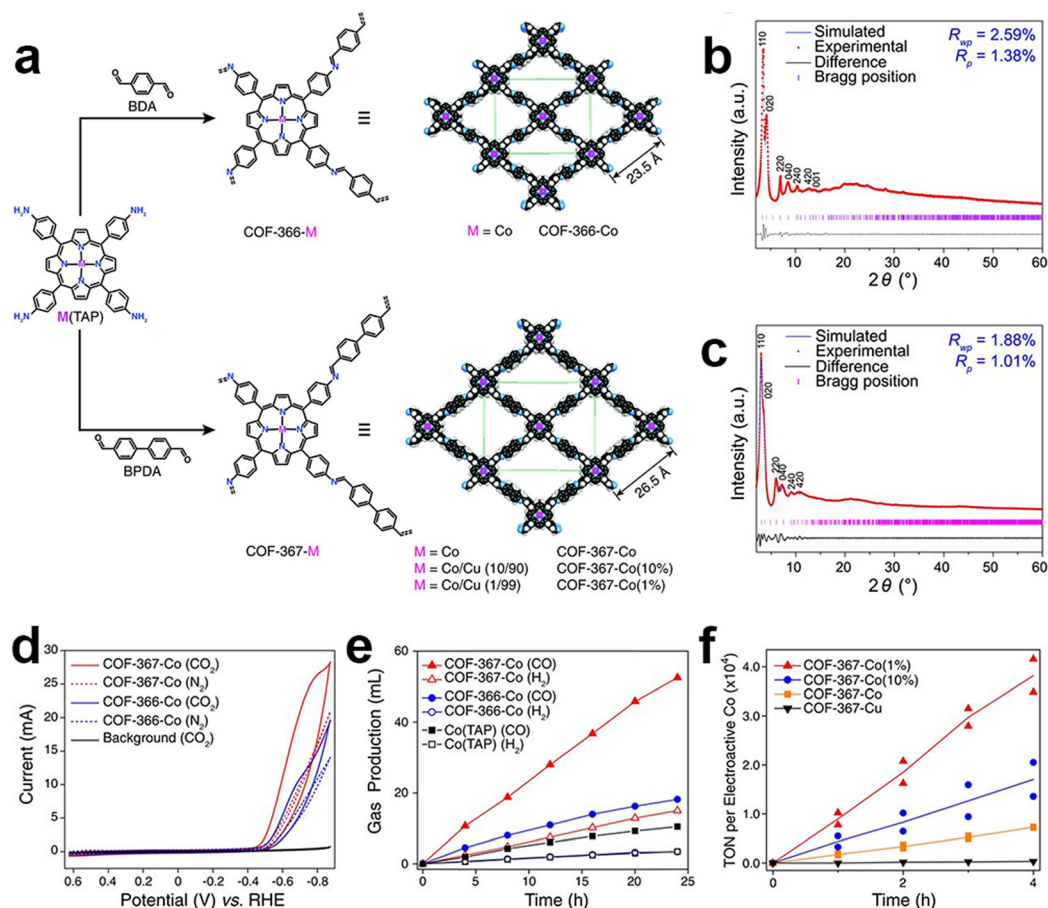 a
BDA
COF-366-M
≡
23.5 Å
M = Co COF-366-Co
NH₂
H₂N
H₂N
NH₂
M(TAP)
BPDA
COF-367-M
≡
26.5 Å
M = Co COF-367-Co
M = Co/Cu (10/90) COF-367-Co(10%)
M = Co/Cu (1/99) COF-367-Co(1%)
b
Simulated
Experimental
Difference
Bragg position
Rwp = 2.59%
Rp = 1.38%
110
020
220
040
240
420
001
Intensity (a.u.)
10 20 30 40 50 60
2θ (°)
c
Simulated
Experimental
Difference
Bragg position
Rwp = 1.88%
Rp = 1.01%
110
020
220
040
240
420
Intensity (a.u.)
10 20 30 40 50 60
2θ (°)
d
COF-367-Co (CO₂)
COF-367-Co (N₂)
COF-366-Co (CO₂)
COF-366-Co (N₂)
Background (CO₂)
Current (mA)
30
25
20
15
10
5
0
0.6 0.4 0.2 0 -0.2 -0.4 -0.6 -0.8
Potential (V) vs. RHE
e
COF-367-Co (CO)
COF-367-Co (H₂)
COF-366-Co (CO)
COF-366-Co (H₂)
Co(TAP) (CO)
Co(TAP) (H₂)
Gas Production (mL)
60
40
20
0
0 5 10 15 20 25
Time (h)
f
COF-367-Co(1%)
COF-367-Co(10%)
COF-367-Co
COF-367-Cu
TON per Electroactive Co (x10⁴)
4.0
3.0
2.0
1.0
0.0
0 1 2 3 4
Time (h)